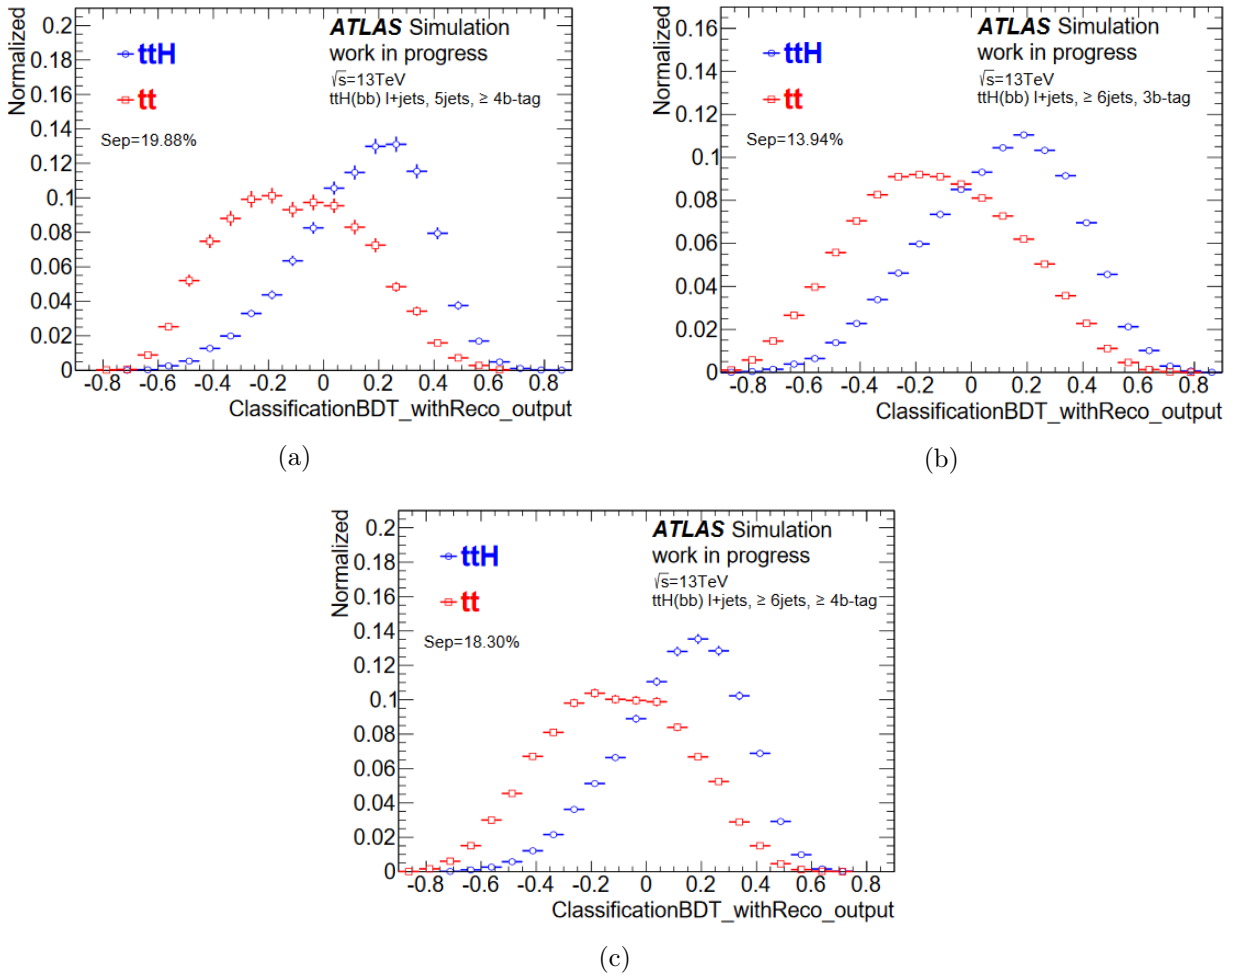 Normalized
0.2
0.18
0.16
0.14
0.12
0.1
0.08
0.06
0.04
0.02
0
ATLAS Simulation
work in progress
√s=13TeV
ttH(bb) l+jets, 5jets, ≥ 4b-tag
ttH
tt
Sep=19.88%
-0.8 -0.6 -0.4 -0.2 0 0.2 0.4 0.6 0.8
ClassificationBDT_withReco_output
(a)
Normalized
0.16
0.14
0.12
0.1
0.08
0.06
0.04
0.02
0
ATLAS Simulation
work in progress
√s=13TeV
ttH(bb) l+jets, ≥ 6jets, 3b-tag
ttH
tt
Sep=13.94%
-0.8 -0.6 -0.4 -0.2 0 0.2 0.4 0.6 0.8
ClassificationBDT_withReco_output
(b)
Normalized
0.2
0.18
0.16
0.14
0.12
0.1
0.08
0.06
0.04
0.02
0
ATLAS Simulation
work in progress
√s=13TeV
ttH(bb) l+jets, ≥ 6jets, ≥ 4b-tag
ttH
tt
Sep=18.30%
-0.8 -0.6 -0.4 -0.2 0 0.2 0.4 0.6 0.8
ClassificationBDT_withReco_output
(c)